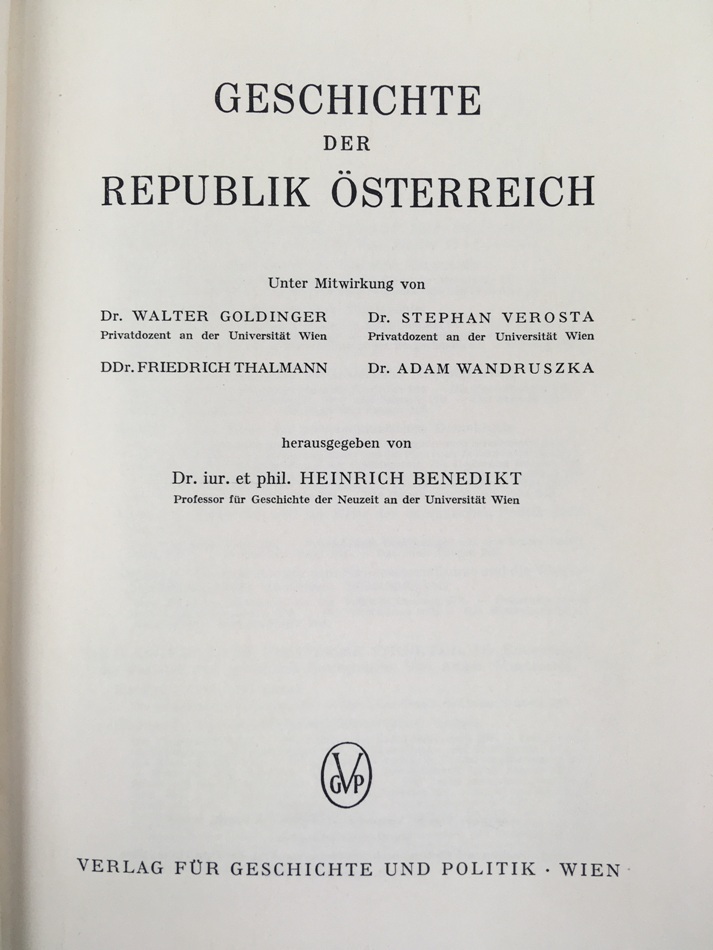 GESCHICHTE
DER
REPUBLIK ÖSTERREICH
Unter Mitwirkung von
Dr. WALTER GOLDINGER
Privatdozent an der Universität Wien
Dr. STEPHAN VEROSTA
Privatdozent an der Universität Wien
DDr. FRIEDRICH THALMANN
Dr. ADAM WANDRUSZKA
herausgegeben von
Dr. iur. et phil. HEINRICH BENEDIKT
Professor für Geschichte der Neuzeit an der Universität Wien
GVP
VERLAG FÜR GESCHICHTE UND POLITIK · WIEN